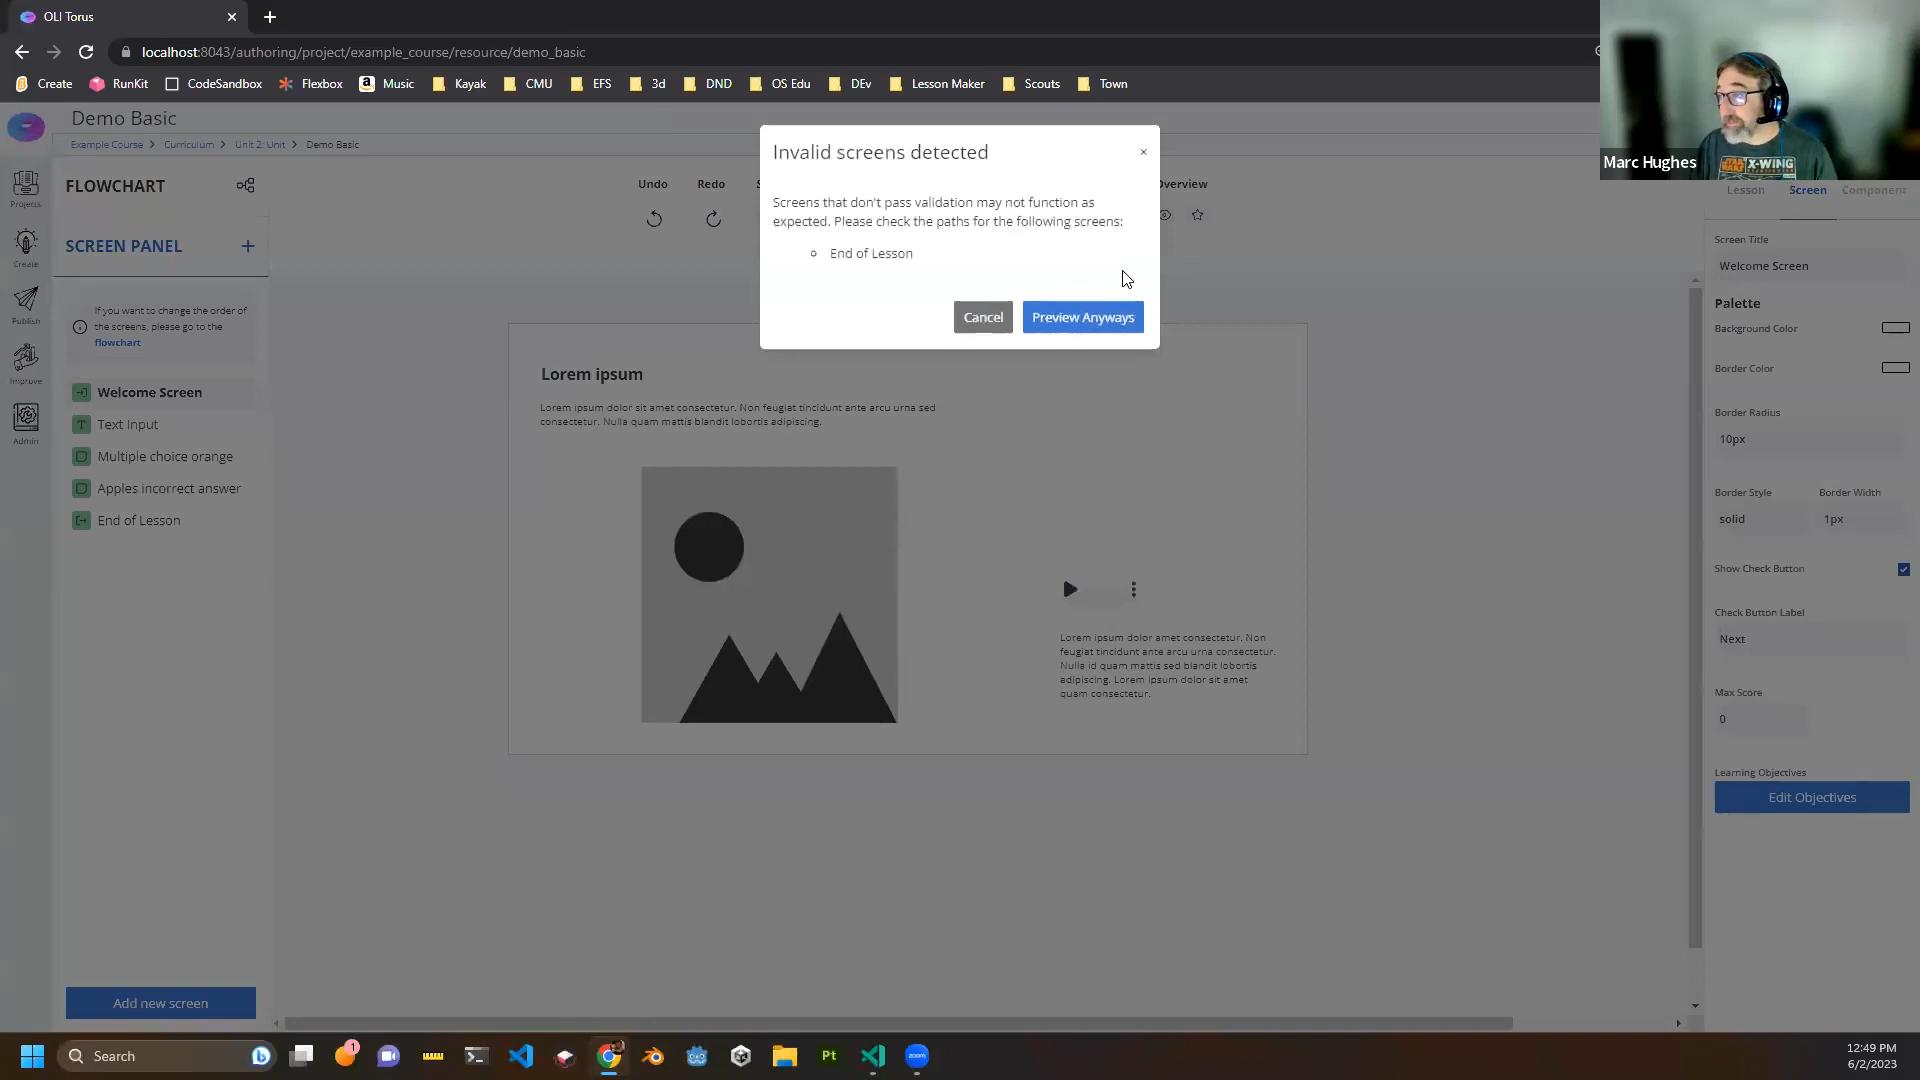 OLI Torus
localhost:8043/authoring/project/example_course/resource/demo_basic
Create
RunKit
CodeSandbox
Flexbox
Music
Kayak
CMU
EFS
3d
DND
OS Edu
DEv
Lesson Maker
Scouts
Town
Marc Hughes
STAR WARS X-WING
Demo Basic
Example Course
Curriculum
Unit 2: Unit
Demo Basic
Projects
Create
Publish
Improve
Admin
FLOWCHART
SCREEN PANEL
If you want to change the order of
the screens, please go to the
flowchart
Welcome Screen
Text Input
Multiple choice orange
Apples incorrect answer
End of Lesson
Add new screen
Undo
Redo
Overview
Invalid screens detected
Screens that don't pass validation may not function as
expected. Please check the paths for the following screens:
End of Lesson
Cancel
Preview Anyways
Lorem ipsum
Lorem ipsum dolor sit amet consectetur. Non feugiat tincidunt ante arcu urna sed
consectetur. Nulla quam mattis blandit lobortis adipiscing.
Lorem ipsum dolor amet consectetur. Non
feugiat tincidunt ante arcu urna consectetur.
Nulla id quam mattis sed blandit lobortis
adipiscing. Lorem ipsum dolor sit amet
quam consectetur.
Lesson
Screen
Component
Screen Title
Welcome Screen
Palette
Background Color
Border Color
Border Radius
10px
Border Style
Border Width
solid
1px
Show Check Button
Check Button Label
Next
Max Score
0
Learning Objectives
Edit Objectives
Search
1
Pt
zoom
12:49 PM
6/2/2023